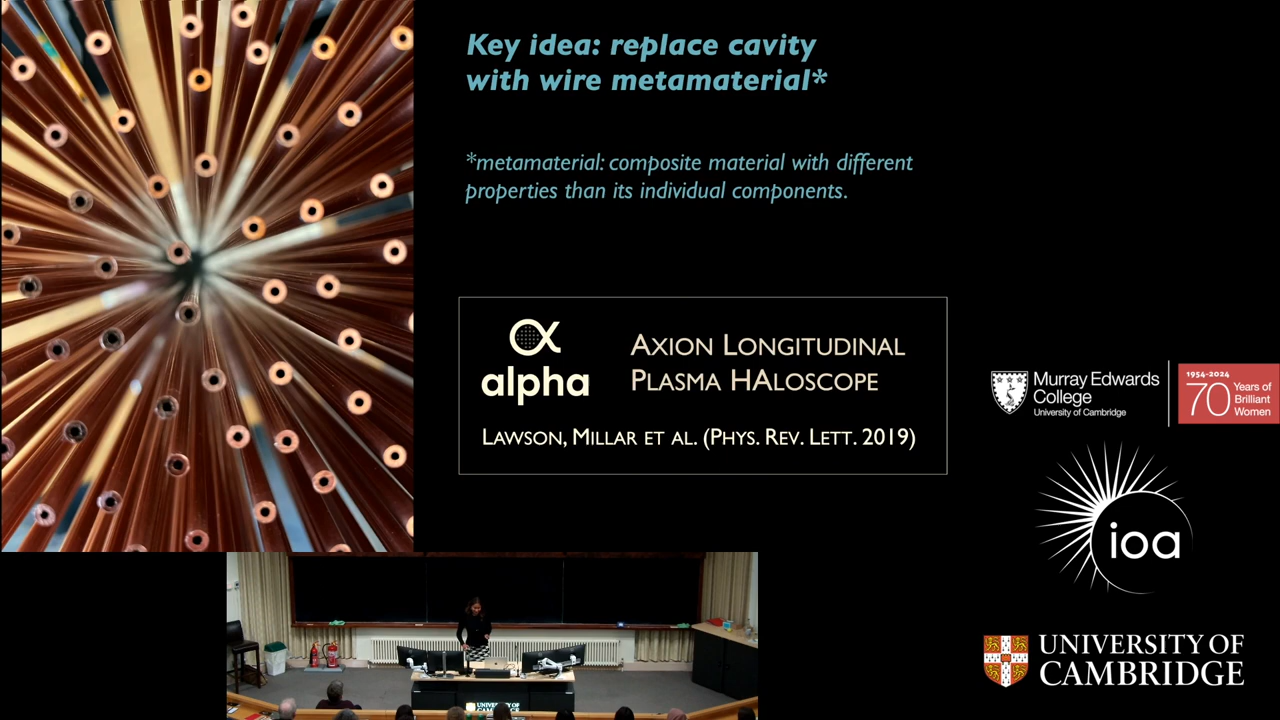 Key idea: replace cavity
with wire metamaterial*
*metamaterial: composite material with different
properties than its individual components.
alpha
AXION LONGITUDINAL
PLASMA HALOSCOPE
LAWSON, MILLAR ET AL. (PHYS. REV. LETT. 2019)
Murray Edwards
College
University of Cambridge
1954-2024
70 Years of
Brilliant
Women
ioa
UNIVERSITY OF
CAMBRIDGE
UNIVERSITY OF